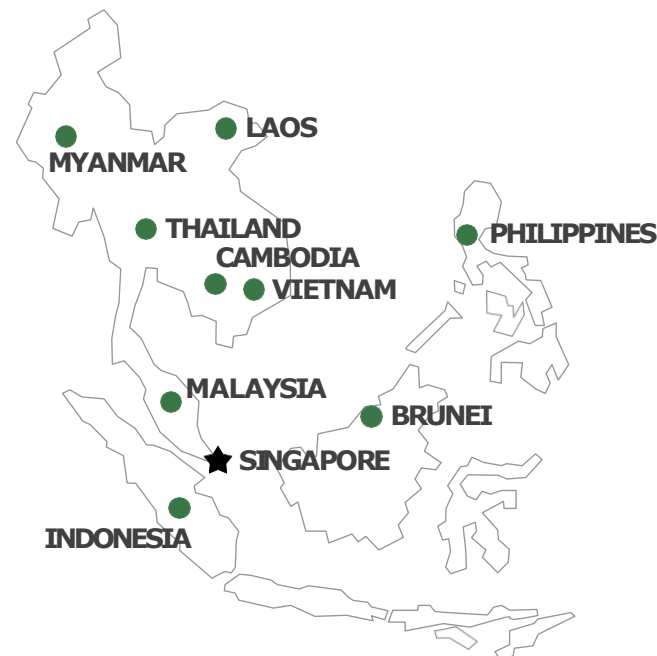 LAOS
MYANMAR
THAILAND
PHILIPPINES
CAMBODIA
VIETNAM
MALAYSIA
BRUNEI
SINGAPORE
INDONESIA